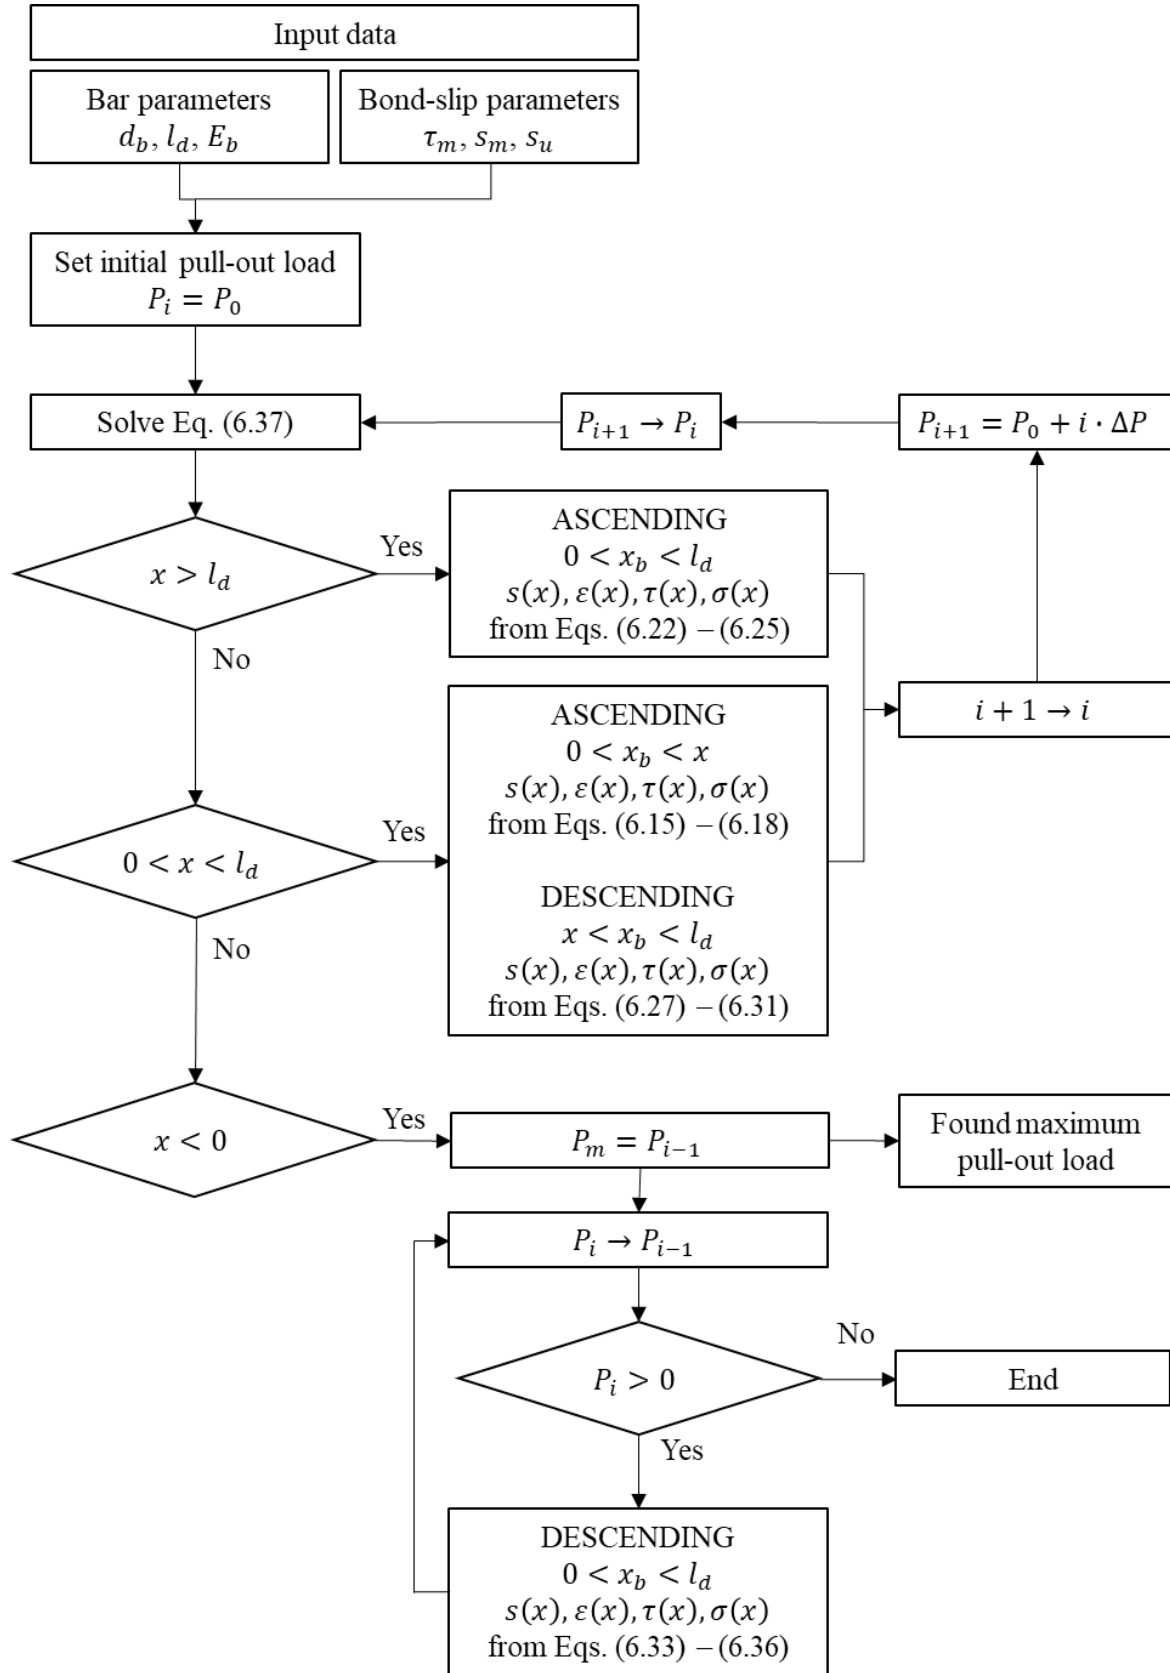 Input data
Bar parameters
d_b, l_d, E_b
Bond-slip parameters
τ_m, s_m, s_u
Set initial pull-out load
P_i = P_0
Solve Eq. (6.37)
P_{i+1} → P_i
P_{i+1} = P_0 + i · ΔP
x > l_d
Yes
No
ASCENDING
0 < x_b < l_d
s(x), ε(x), τ(x), σ(x)
from Eqs. (6.22) – (6.25)
i + 1 → i
0 < x < l_d
Yes
No
ASCENDING
0 < x_b < x
s(x), ε(x), τ(x), σ(x)
from Eqs. (6.15) – (6.18)
DESCENDING
x < x_b < l_d
s(x), ε(x), τ(x), σ(x)
from Eqs. (6.27) – (6.31)
x < 0
Yes
P_m = P_{i-1}
Found maximum
pull-out load
P_i → P_{i-1}
P_i > 0
No
End
Yes
DESCENDING
0 < x_b < l_d
s(x), ε(x), τ(x), σ(x)
from Eqs. (6.33) – (6.36)